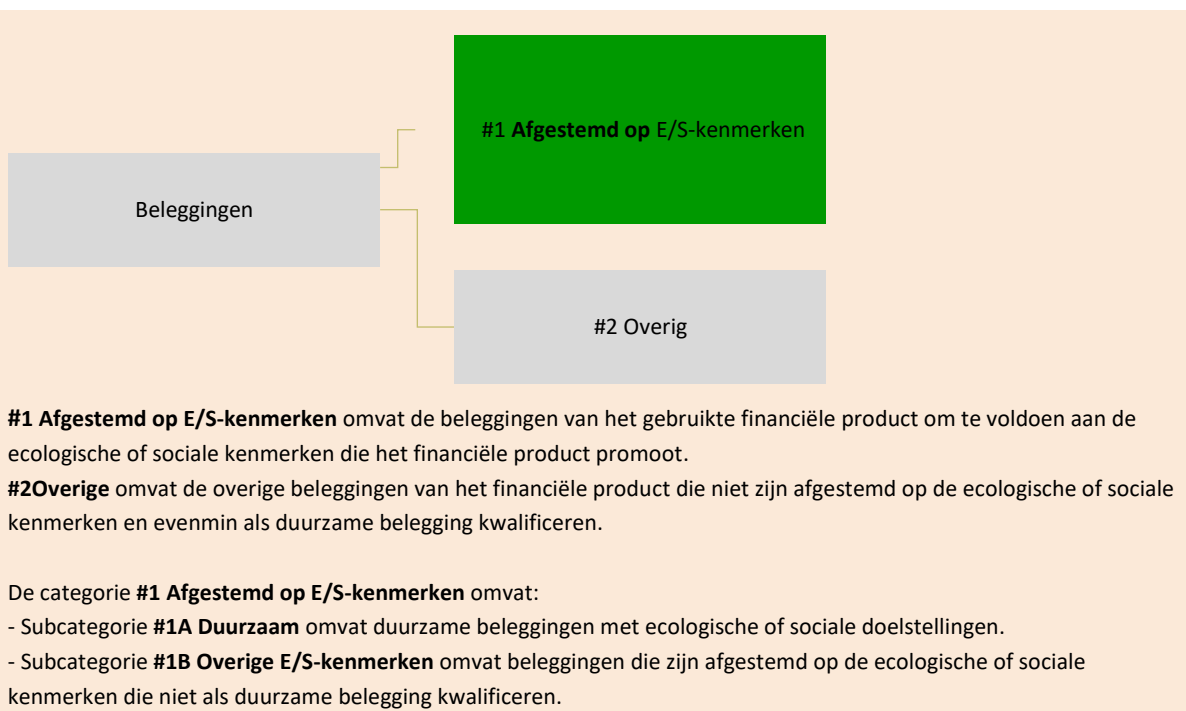 #1 Afgestemd op E/S-kenmerken
Beleggingen
#2 Overig
#1 Afgestemd op E/S-kenmerken omvat de beleggingen van het gebruikte financiële product om te voldoen aan de
ecologische of sociale kenmerken die het financiële product promoot.
#2Overige omvat de overige beleggingen van het financiële product die niet zijn afgestemd op de ecologische of sociale
kenmerken en evenmin als duurzame belegging kwalificeren.
De categorie #1 Afgestemd op E/S-kenmerken omvat:
- Subcategorie #1A Duurzaam omvat duurzame beleggingen met ecologische of sociale doelstellingen.
- Subcategorie #1B Overige E/S-kenmerken omvat beleggingen die zijn afgestemd op de ecologische of sociale
kenmerken die niet als duurzame belegging kwalificeren.